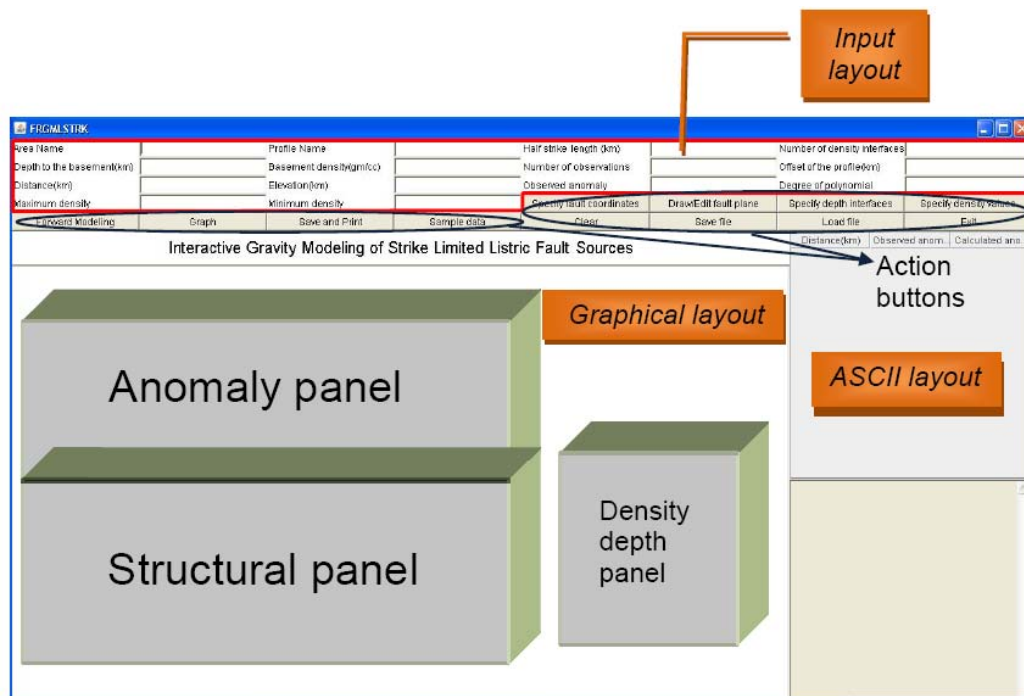 Input
layout
FRGMLSTRK
Area Name Profile Name Half strike length (km) Number of density interfaces
Depth to the basement(km) Basement density(gm/cc) Number of observations Offset of the profile(km)
Distance(km) Elevation(km) Observed anomaly Degree of polynomial
Maximum density Minimum density Specify fault coordinates Draw/Edit fault plane Specify depth interfaces Specify density values
Forward Modeling Graph Save and Print Sample data Clear Save file Load file Exit
Interactive Gravity Modeling of Strike Limited Listric Fault Sources
Distance(km) Observed anom.. Calculated ano..
Action
buttons
Graphical layout
ASCII layout
Anomaly panel
Structural panel
Density
depth
panel